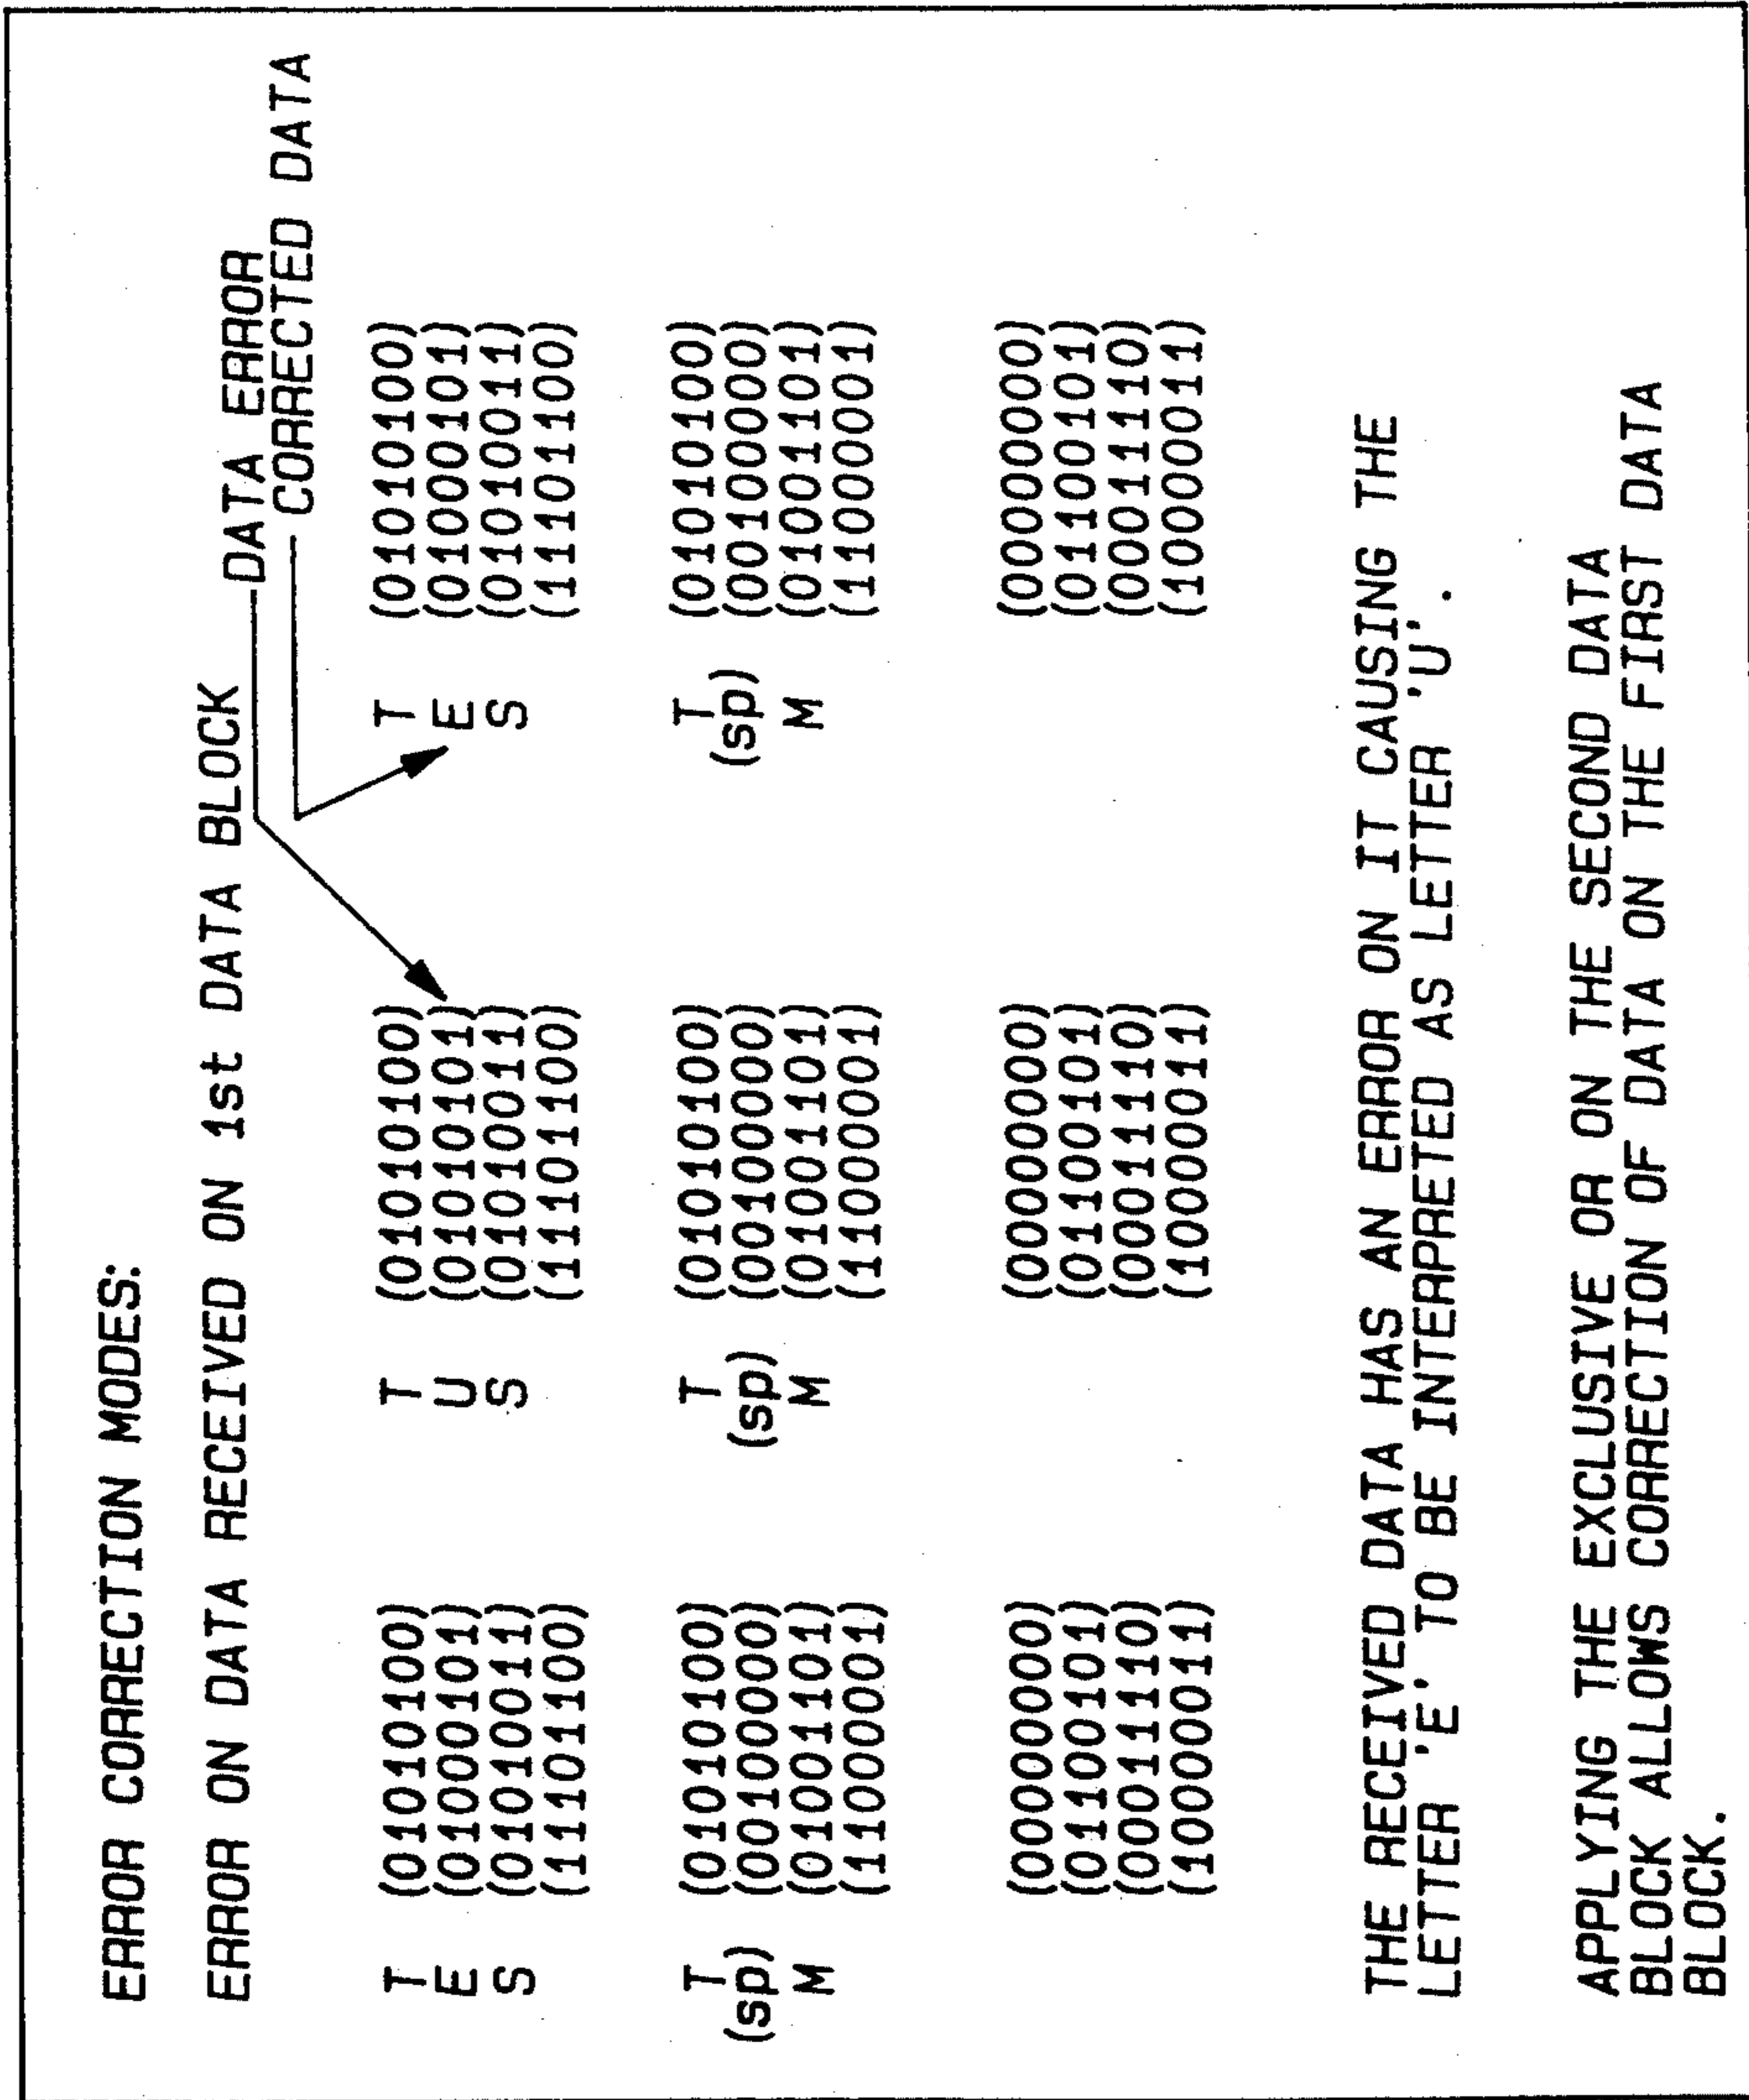 ERROR CORRECTION MODES:
ERROR ON DATA RECEIVED ON 1st DATA BLOCK
DATA ERROR
CORRECTED DATA
T (01010100) T (01010100) T (01010100)
E (01000101) U (01010101) E (01000101)
S (01010011) S (01010011) S (01010011)
(11101100) (11101100) (11101100)
T (01010100) T (01010100) T (01010100)
(sp) (00100000) (sp) (00100000) (sp) (00100000)
M (01001101) M (01001101) M (01001101)
(11000001) (11000001) (11000001)
(00000000) (00000000) (00000000)
(01100101) (01100101) (01100101)
(00011110) (00011110) (00011110)
(10000011) (10000011) (10000011)
THE RECEIVED DATA HAS AN ERROR ON IT CAUSING THE
LETTER 'E' TO BE INTERPRETED AS LETTER 'U'.
APPLYING THE EXCLUSIVE OR ON THE SECOND DATA
BLOCK ALLOWS CORRECTION OF DATA ON THE FIRST DATA
BLOCK.